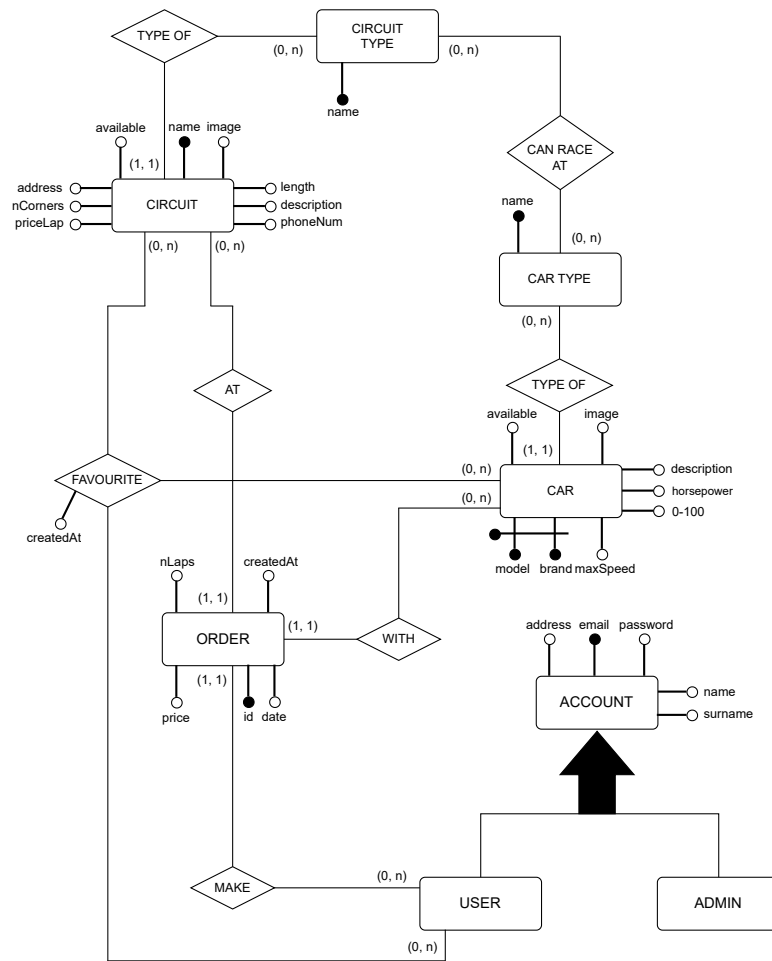 TYPE OF
(0, n)
CIRCUIT
TYPE
(0, n)
name
available
name
image
(1, 1)
CAN RACE
AT
address
nCorners
priceLap
CIRCUIT
length
description
phoneNum
name
(0, n)
(0, n)
(0, n)
CAR TYPE
(0, n)
AT
TYPE OF
available
image
(1, 1)
FAVOURITE
(0, n)
CAR
description
horsepower
0-100
(0, n)
createdAt
model
brand
maxSpeed
nLaps
createdAt
(1, 1)
ORDER
(1, 1)
WITH
address
email
password
(1, 1)
price
id
date
ACCOUNT
name
surname
MAKE
(0, n)
USER
ADMIN
(0, n)